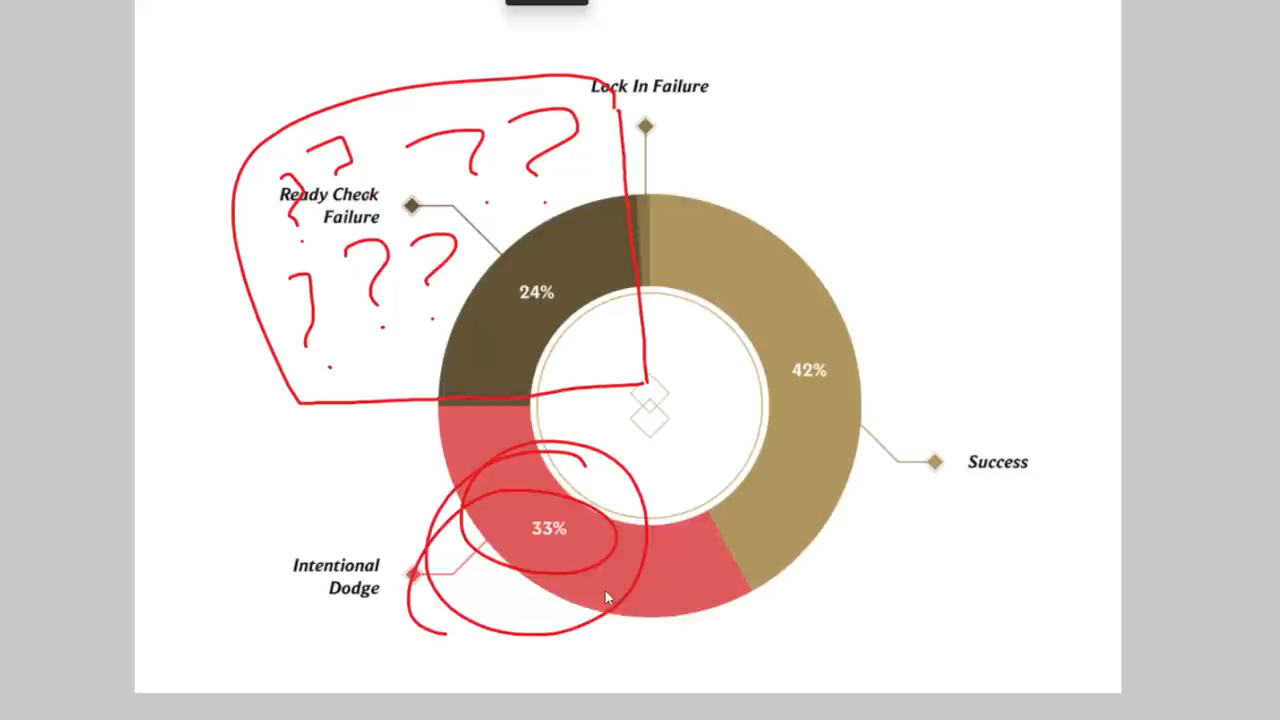 Lock In Failure
? ? ?
Ready Check
Failure
?
? ?
?
24%
42%
Success
33%
Intentional
Dodge